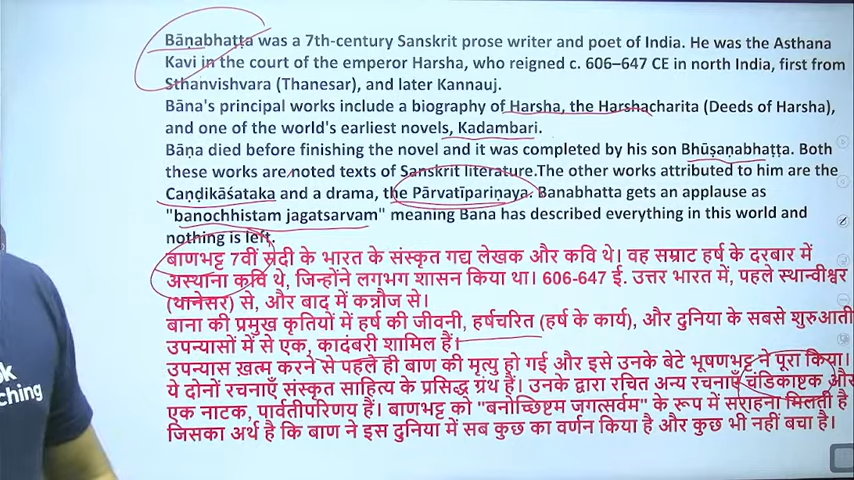 Bāṇabhaṭṭa was a 7th-century Sanskrit prose writer and poet of India. He was the Asthana
Kavi in the court of the emperor Harsha, who reigned c. 606–647 CE in north India, first from
Sthanvishvara (Thanesar), and later Kannauj.
Bāna's principal works include a biography of Harsha, the Harshacharita (Deeds of Harsha),
and one of the world's earliest novels, Kadambari.
Bāṇa died before finishing the novel and it was completed by his son Bhūṣaṇabhaṭṭa. Both
these works are noted texts of Sanskrit literature.The other works attributed to him are the
Caṇḍikāśataka and a drama, the Pārvatīpariṇaya. Banabhatta gets an applause as
"banochhistam jagatsarvam" meaning Bana has described everything in this world and
nothing is left.
बाणभट्ट 7वीं सदी के भारत के संस्कृत गद्य लेखक और कवि थे। वह सम्राट हर्ष के दरबार में
अस्थाना कवि थे, जिन्होंने लगभग शासन किया था। 606-647 ई. उत्तर भारत में, पहले स्थान्वीश्वर
(थानेसर) से, और बाद में कन्नौज से।
बाना की प्रमुख कृतियों में हर्ष की जीवनी, हर्षचरित (हर्ष के कार्य), और दुनिया के सबसे शुरुआती
उपन्यासों में से एक, कादंबरी शामिल हैं।
उपन्यास ख़त्म करने से पहले ही बाण की मृत्यु हो गई और इसे उनके बेटे भूषणभट्ट ने पूरा किया।
ये दोनों रचनाएँ संस्कृत साहित्य के प्रसिद्ध ग्रंथ हैं। उनके द्वारा रचित अन्य रचनाएँ चंडिकाष्टक और
एक नाटक, पार्वतीपरिणय हैं। बाणभट्ट को "बनोच्छिष्टम जगत्सर्वम" के रूप में सराहना मिलती है
जिसका अर्थ है कि बाण ने इस दुनिया में सब कुछ का वर्णन किया है और कुछ भी नहीं बचा है।